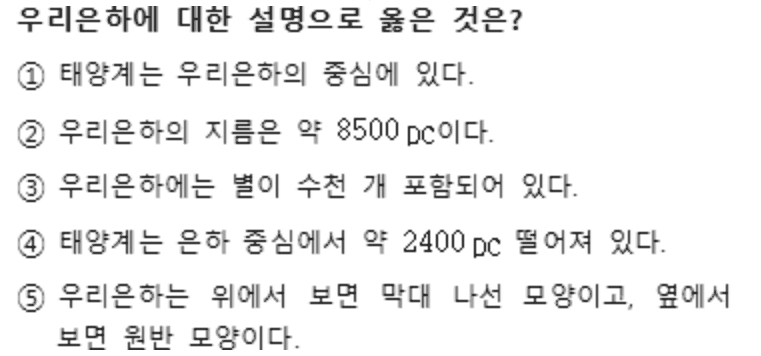 우리은하에 대한 설명으로 옳은 것은?
① 태양계는 우리은하의 중심에 있다.
② 우리은하의 지름은 약 8500 pc이다.
③ 우리은하에는 별이 수천 개 포함되어 있다.
④ 태양계는 은하 중심에서 약 2400 pc 떨어져 있다.
⑤ 우리은하는 위에서 보면 막대 나선 모양이고, 옆에서
보면 원반 모양이다.